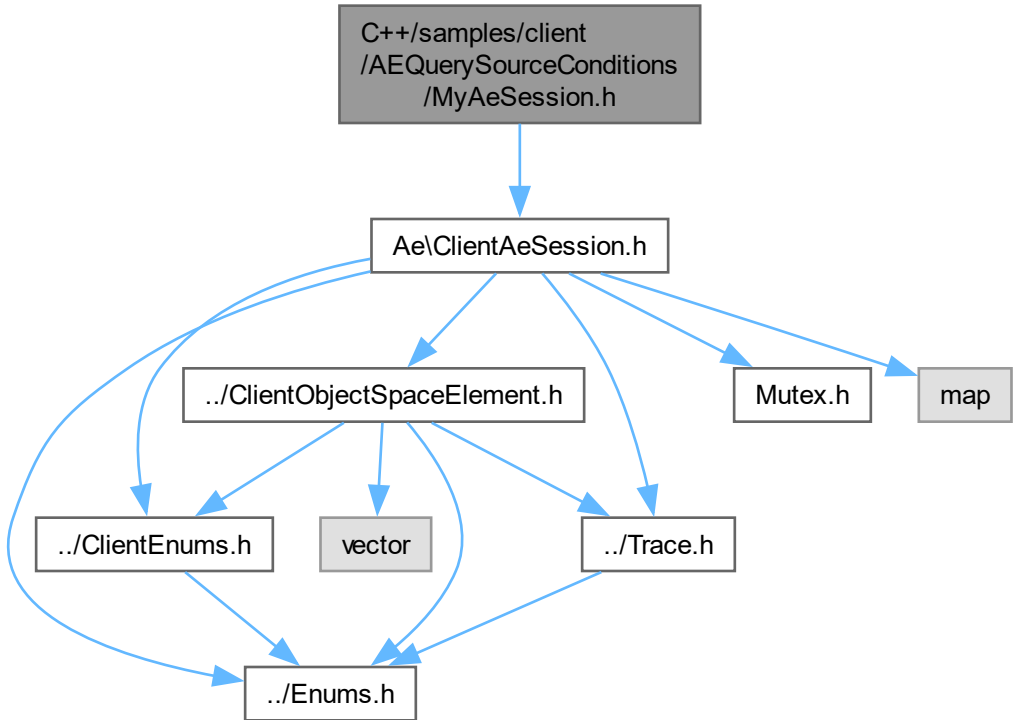 C++/samples/client
/AEQuerySourceConditions
/MyAeSession.h
Ae\ClientAeSession.h
../ClientObjectSpaceElement.h
Mutex.h
map
../ClientEnums.h
vector
../Trace.h
../Enums.h